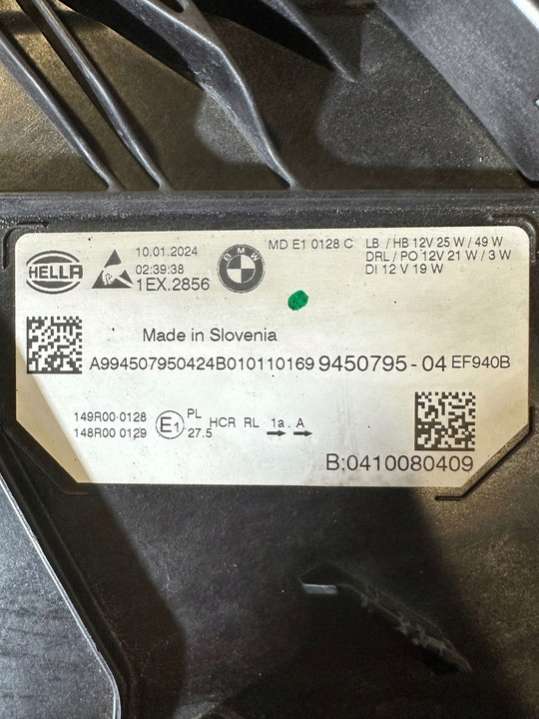 HELLA
10.01.2024
02:39:38
1EX.2856
BMW
MD E1 0128 C
LB / HB 12V 25 W / 49 W
DRL / PO 12V 21 W / 3 W
DI 12 V 19 W
Made in Slovenia
A994507950424B010110169 9450795 - 04 EF940B
149R00 0128
148R00 0129
E1
PL
27.5
HCR RL
1a . A
B:0410080409